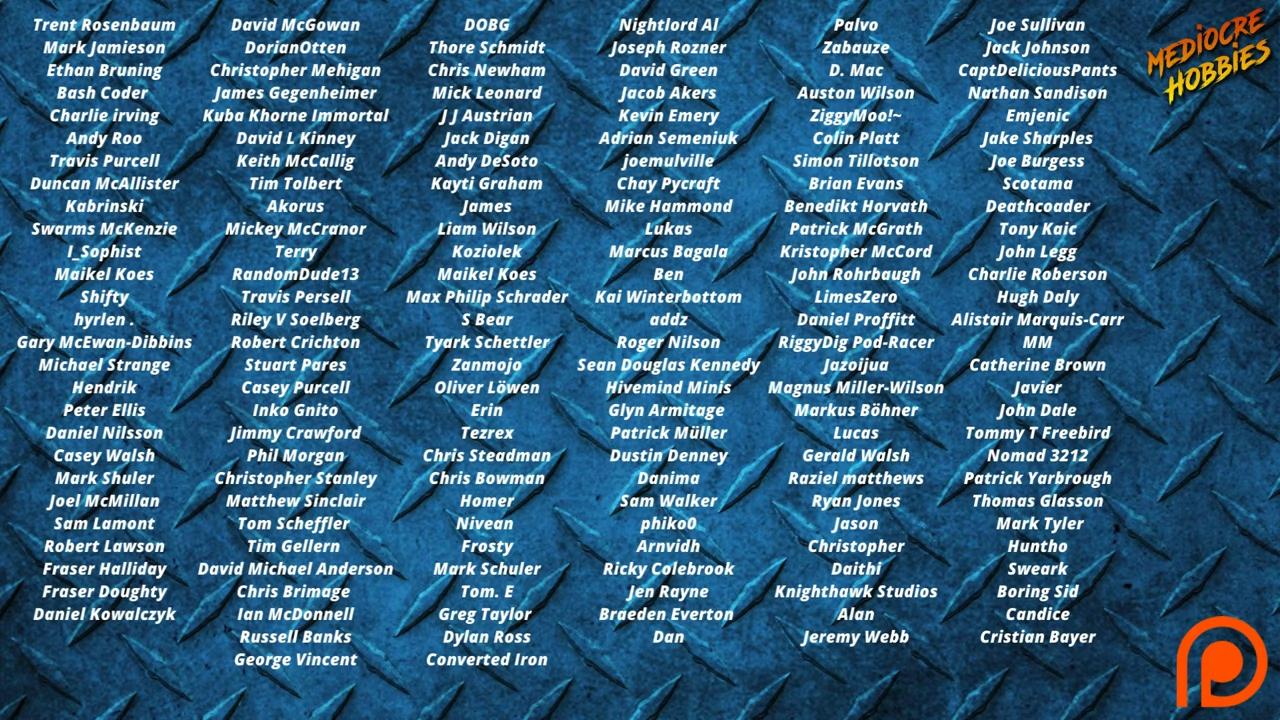 Trent Rosenbaum
Mark Jamieson
Ethan Bruning
Bash Coder
Charlie irving
Andy Roo
Travis Purcell
Duncan McAllister
Kabrinski
Swarms McKenzie
I_Sophist
Maikel Koes
Shifty
hyrlen .
Gary McEwan-Dibbins
Michael Strange
Hendrik
Peter Ellis
Daniel Nilsson
Casey Walsh
Mark Shuler
Joel McMillan
Sam Lamont
Robert Lawson
Fraser Halliday
Fraser Doughty
Daniel Kowalczyk
David McGowan
DorianOtten
Christopher Mehigan
James Gegenheimer
Kuba Khorne Immortal
David L Kinney
Keith McCallig
Tim Tolbert
Akorus
Mickey McCranor
Terry
RandomDude13
Travis Persell
Riley V Soelberg
Robert Crichton
Stuart Pares
Casey Purcell
Inko Gnito
Jimmy Crawford
Phil Morgan
Christopher Stanley
Matthew Sinclair
Tom Scheffler
Tim Gellern
David Michael Anderson
Chris Brimage
Ian McDonnell
Russell Banks
George Vincent
DOBG
Thore Schmidt
Chris Newham
Mick Leonard
J J Austrian
Jack Digan
Andy DeSoto
Kayti Graham
James
Liam Wilson
Koziolek
Maikel Koes
Max Philip Schrader
S Bear
Tyark Schettler
Zanmojo
Oliver Löwen
Erin
Tezrex
Chris Steadman
Chris Bowman
Homer
Nivean
Frosty
Mark Schuler
Tom. E
Greg Taylor
Dylan Ross
Converted Iron
Nightlord Al
Joseph Rozner
David Green
Jacob Akers
Kevin Emery
Adrian Semeniuk
joemulville
Chay Pycraft
Mike Hammond
Lukas
Marcus Bagala
Ben
Kai Winterbottom
addz
Roger Nilson
Sean Douglas Kennedy
Hivemind Minis
Glyn Armitage
Patrick Müller
Dustin Denney
Danima
Sam Walker
phiko0
Arnvidh
Ricky Colebrook
Jen Rayne
Braeden Everton
Dan
Palvo
Zabauze
D. Mac
Auston Wilson
ZiggyMoo!~
Colin Platt
Simon Tillotson
Brian Evans
Benedikt Horvath
Patrick McGrath
Kristopher McCord
John Rohrbaugh
LimesZero
Daniel Proffitt
RiggyDig Pod-Racer
Jazoijua
Magnus Miller-Wilson
Markus Böhner
Lucas
Gerald Walsh
Raziel matthews
Ryan Jones
Jason
Christopher
Daithi
Knighthawk Studios
Alan
Jeremy Webb
Joe Sullivan
Jack Johnson
CaptDeliciousPants
Nathan Sandison
Emjenic
Jake Sharples
Joe Burgess
Scotama
Deathcoader
Tony Kaic
John Legg
Charlie Roberson
Hugh Daly
Alistair Marquis-Carr
MM
Catherine Brown
Javier
John Dale
Tommy T Freebird
Nomad 3212
Patrick Yarbrough
Thomas Glasson
Mark Tyler
Huntho
Sweark
Boring Sid
Candice
Cristian Bayer
MEDIOCRE
HOBBIES